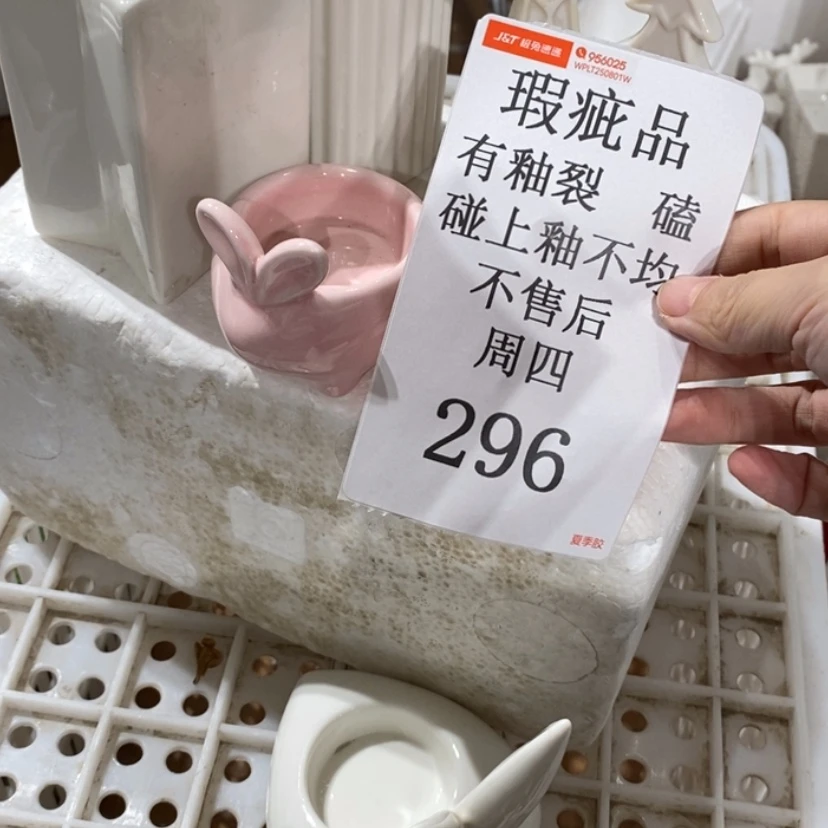 J&T 极兔速递 956025
WPLT250801W
瑕疵品
有釉裂 磕
碰上釉不均
不售后
周四
296
夏季胶